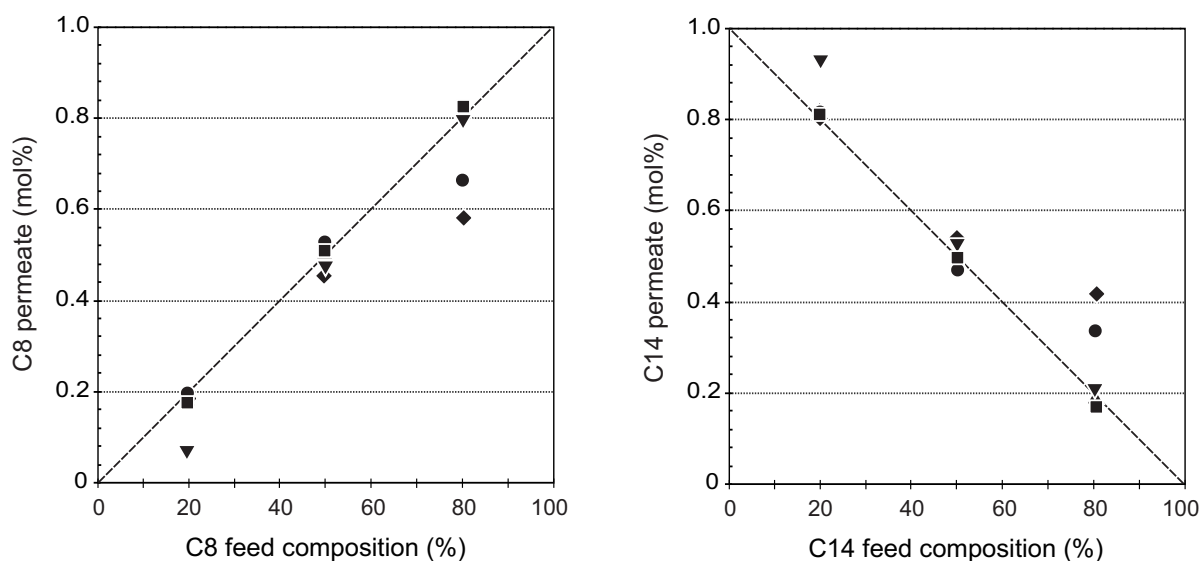 1.0
0.8
0.6
0.4
0.2
0
C8 permeate (mol%)
0 20 40 60 80 100
C8 feed composition (%)
1.0
0.8
0.6
0.4
0.2
0
C14 permeate (mol%)
0 20 40 60 80 100
C14 feed composition (%)